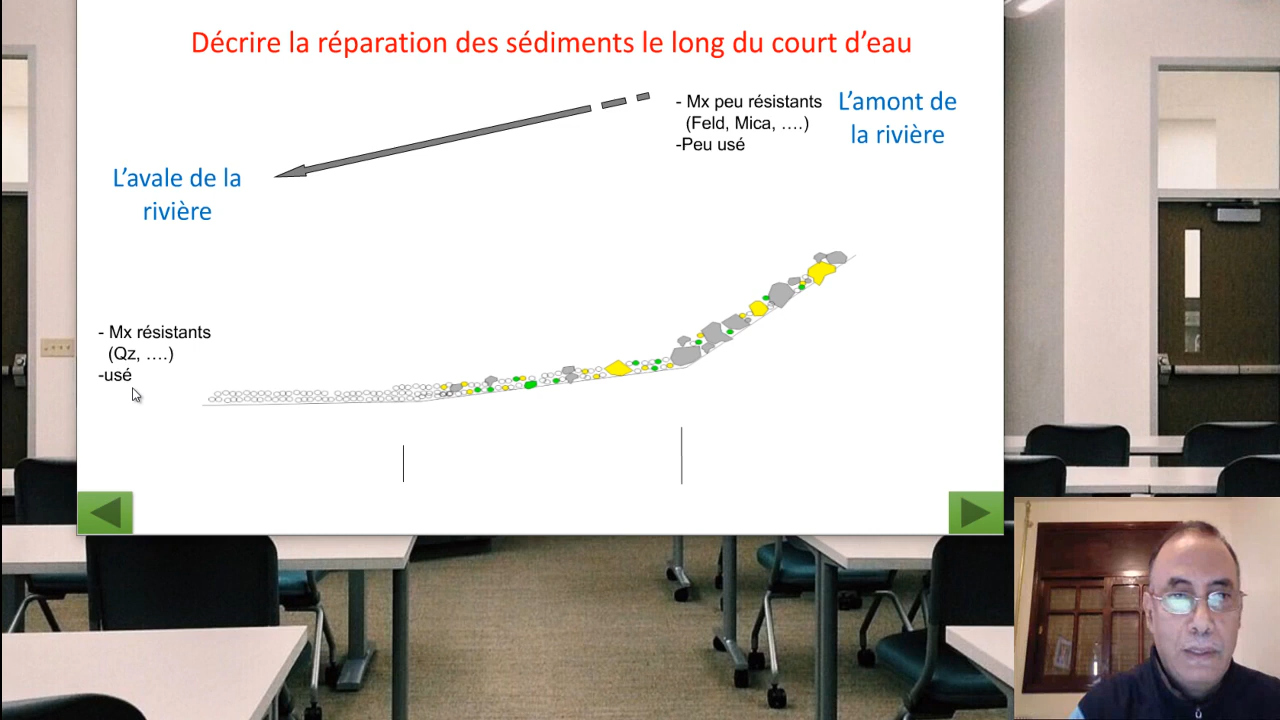 Décrire la réparation des sédiments le long du court d’eau
- Mx peu résistants
(Feld, Mica, ....)
-Peu usé
L’amont de
la rivière
L’avale de la
rivière
- Mx résistants
(Qz, ....)
-usé